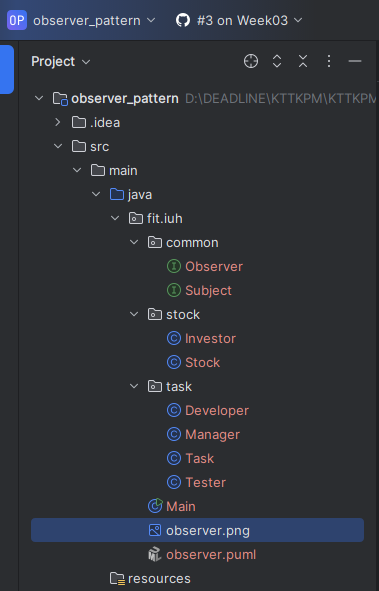 OP observer_pattern #3 on Week03
Project
observer_pattern D:\DEADLINE\KTTKPM\KTTKPM
.idea
src
main
java
fit.iuh
common
Observer
Subject
stock
Investor
Stock
task
Developer
Manager
Task
Tester
Main
observer.png
observer.puml
resources